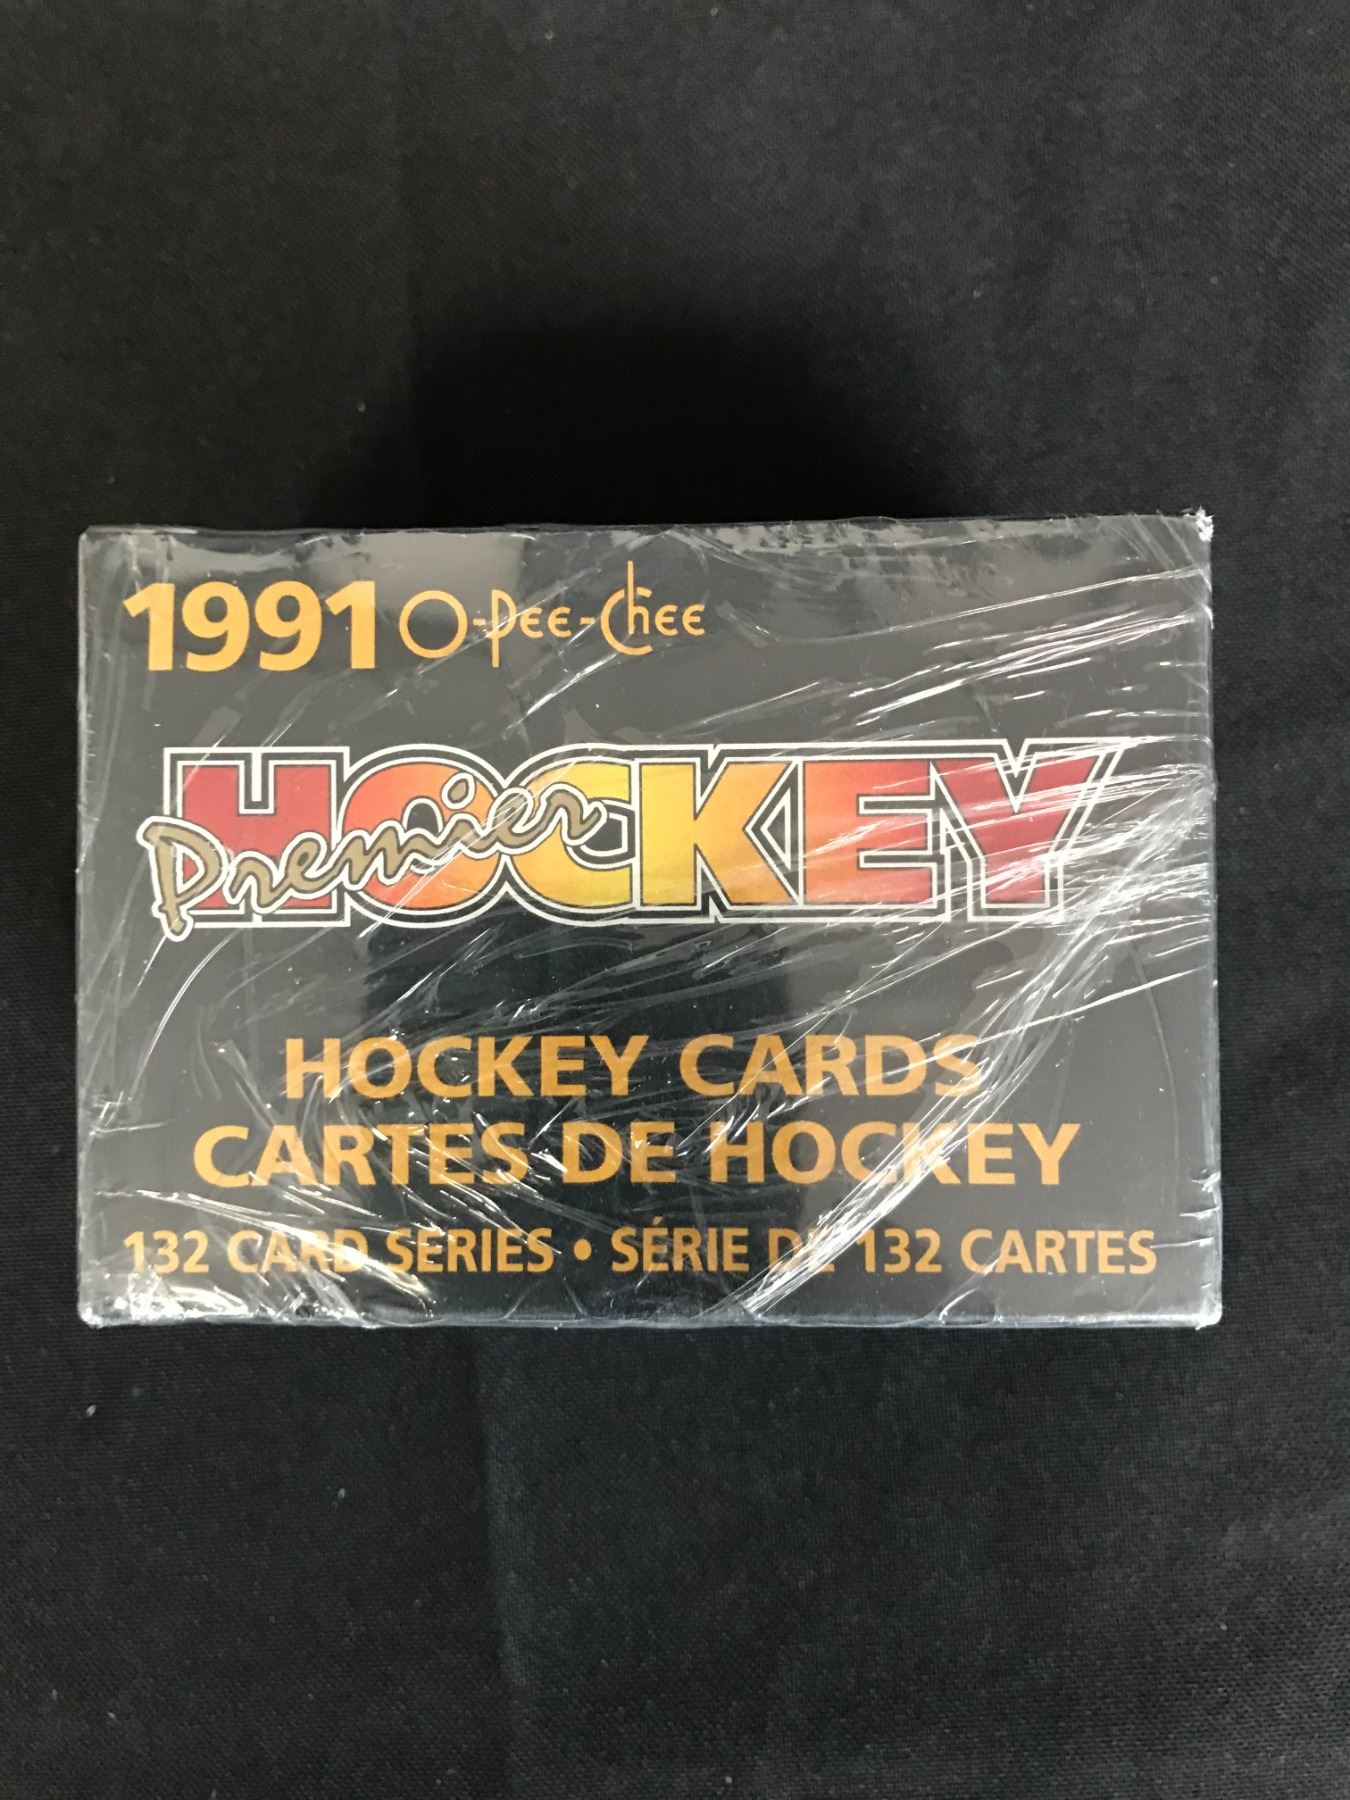 1991 O-Pee-Chee
Premier HOCKEY
HOCKEY CARDS
CARTES DE HOCKEY
132 CARD SERIES • SÉRIE DE 132 CARTES